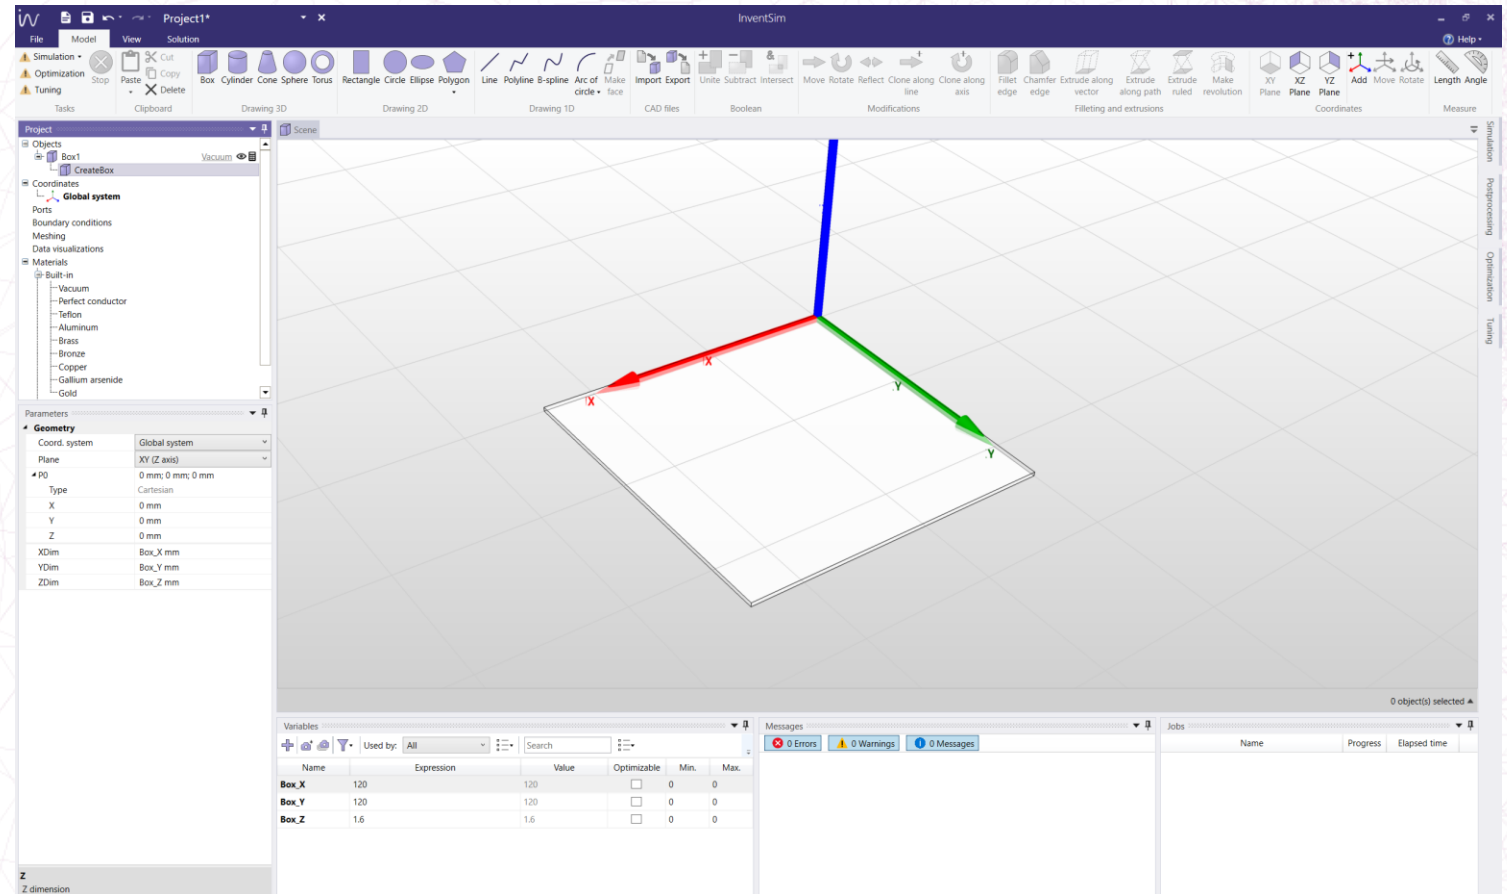 Project1*
InventSim
File Model View Solution Help
Simulation
Optimization
Tuning
Stop
Tasks
Paste
Cut
Copy
Delete
Clipboard
Box Cylinder Cone Sphere Torus
Drawing 3D
Rectangle Circle Ellipse Polygon
Drawing 2D
Line Polyline B-spline Arc of circle Make face
Drawing 1D
Import Export
CAD files
Unite Subtract Intersect
Boolean
Move Rotate Reflect Clone along line Clone along axis
Modifications
Fillet edge Chamfer edge Extrude along vector Extrude along path Extrude ruled Make revolution
Filleting and extrusions
XY Plane XZ Plane YZ Plane Add Move Rotate
Coordinates
Length Angle
Measure
Project
Objects
Box1 Vacuum
CreateBox
Coordinates
Global system
Ports
Boundary conditions
Meshing
Data visualizations
Materials
Built-in
Vacuum
Perfect conductor
Teflon
Aluminum
Brass
Bronze
Copper
Gallium arsenide
Gold
Parameters
Geometry
Coord. system Global system
Plane XY (Z axis)
P0 0 mm; 0 mm; 0 mm
Type Cartesian
X 0 mm
Y 0 mm
Z 0 mm
XDim Box_X mm
YDim Box_Y mm
ZDim Box_Z mm
Z
Z dimension
Scene
X
X
Y
Y
0 object(s) selected
Simulation
Postprocessing
Optimization
Tuning
Variables
Used by: All Search
Name Expression Value Optimizable Min. Max.
Box_X 120 120 0 0
Box_Y 120 120 0 0
Box_Z 1.6 1.6 0 0
Messages
0 Errors 0 Warnings 0 Messages
Jobs
Name Progress Elapsed time